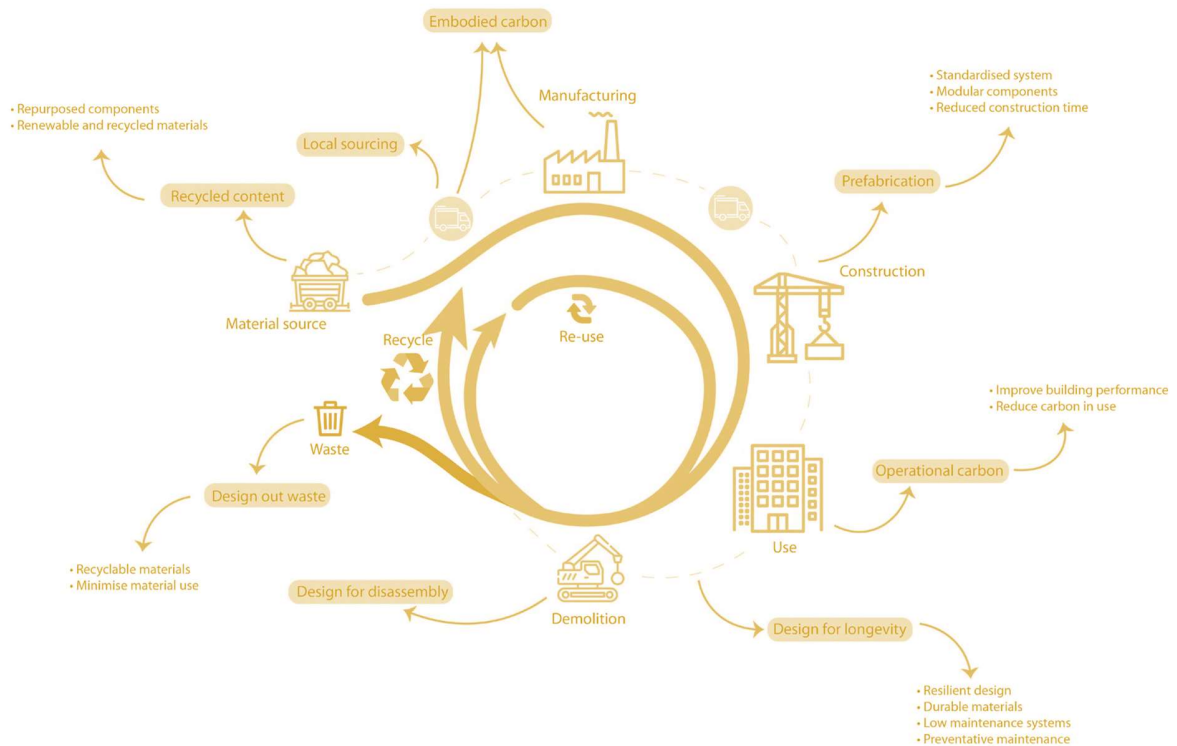 Embodied carbon
Manufacturing
• Standardised system
• Modular components
• Reduced construction time
• Repurposed components
• Renewable and recycled materials
Local sourcing
Recycled content
Prefabrication
Material source
Construction
Recycle
Re-use
• Improve building performance
• Reduce carbon in use
Waste
Operational carbon
Design out waste
Use
• Recyclable materials
• Minimise material use
Design for disassembly
Demolition
Design for longevity
• Resilient design
• Durable materials
• Low maintenance systems
• Preventative maintenance